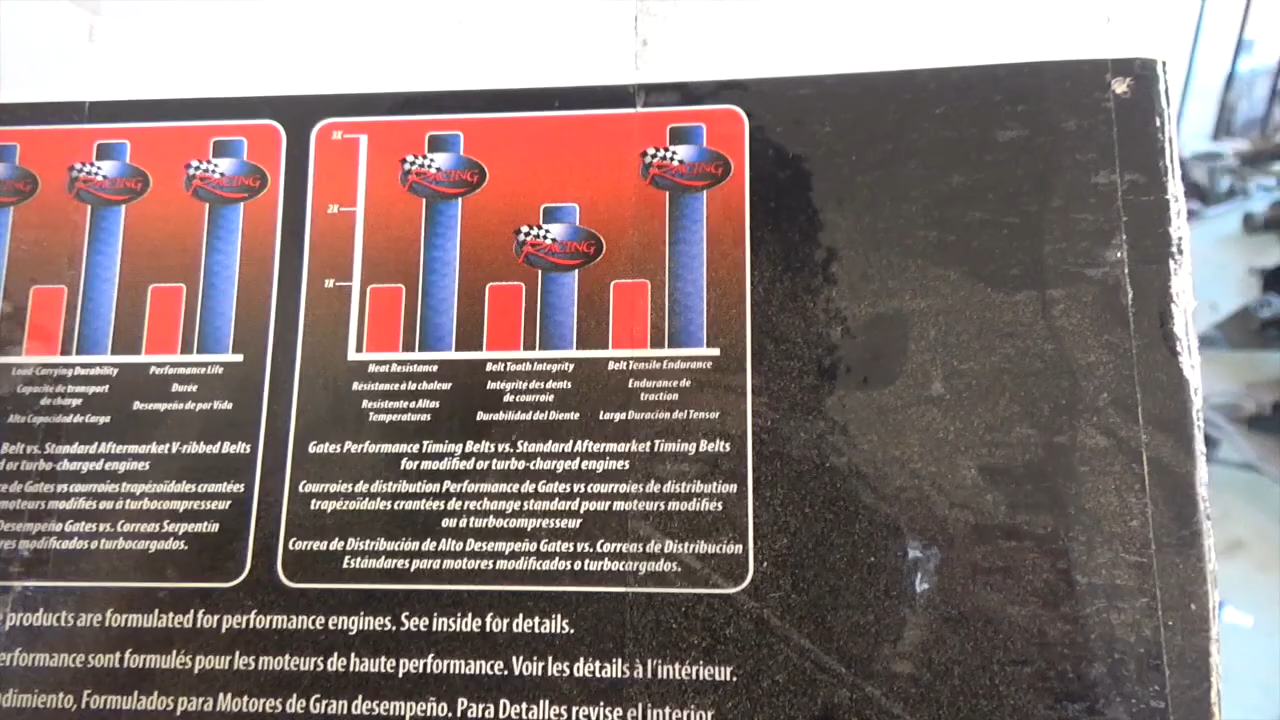 RACING
RACING
Load-Carrying Durability
Capacité de transport
de charge
Alto Capacidad de Carga
Performance Life
Durée
Desempeño de por Vida
Belt vs. Standard Aftermarket V-ribbed Belts
or turbo-charged engines
de Gates vs courroies trapézoïdales crantées
moteurs modifiés ou à turbocompresseur
Desempeño Gates vs. Correas Serpentín
modificados o turbocargados.
3X
2X
1X
RACING
RACING
RACING
Heat Resistance
Résistance à la chaleur
Resistente a Altas
Temperaturas
Belt Tooth Integrity
Intégrité des dents
de courroie
Durabilidad del Diente
Belt Tensile Endurance
Endurance de
traction
Larga Duración del Tensor
Gates Performance Timing Belts vs. Standard Aftermarket Timing Belts
for modified or turbo-charged engines
Courroies de distribution Performance de Gates vs courroies de distribution
trapézoïdales crantées de rechange standard pour moteurs modifiés
ou à turbocompresseur
Correa de Distribución de Alto Desempeño Gates vs. Correas de Distribución
Estándares para motores modificados o turbocargados.
products are formulated for performance engines. See inside for details.
erformance sont formulés pour les moteurs de haute performance. Voir les détails à l'intérieur.
dimiento, Formulados para Motores de Gran desempeño. Para Detalles revise el interior